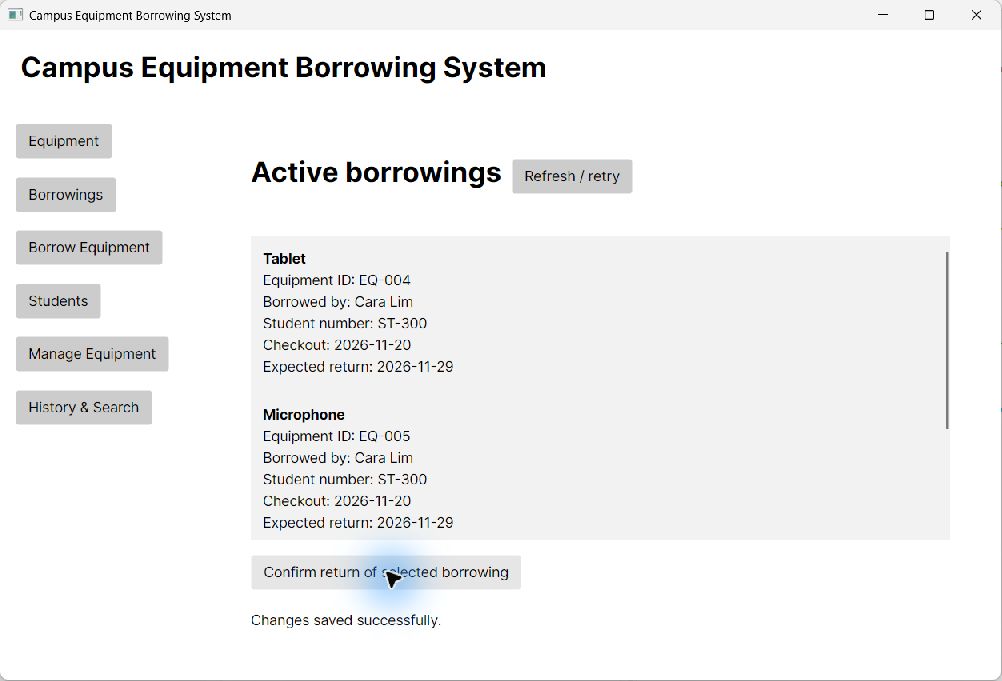 Campus Equipment Borrowing System
Campus Equipment Borrowing System
Equipment
Borrowings
Borrow Equipment
Students
Manage Equipment
History & Search
Active borrowings
Refresh / retry
Tablet
Equipment ID: EQ-004
Borrowed by: Cara Lim
Student number: ST-300
Checkout: 2026-11-20
Expected return: 2026-11-29
Microphone
Equipment ID: EQ-005
Borrowed by: Cara Lim
Student number: ST-300
Checkout: 2026-11-20
Expected return: 2026-11-29
Confirm return of selected borrowing
Changes saved successfully.